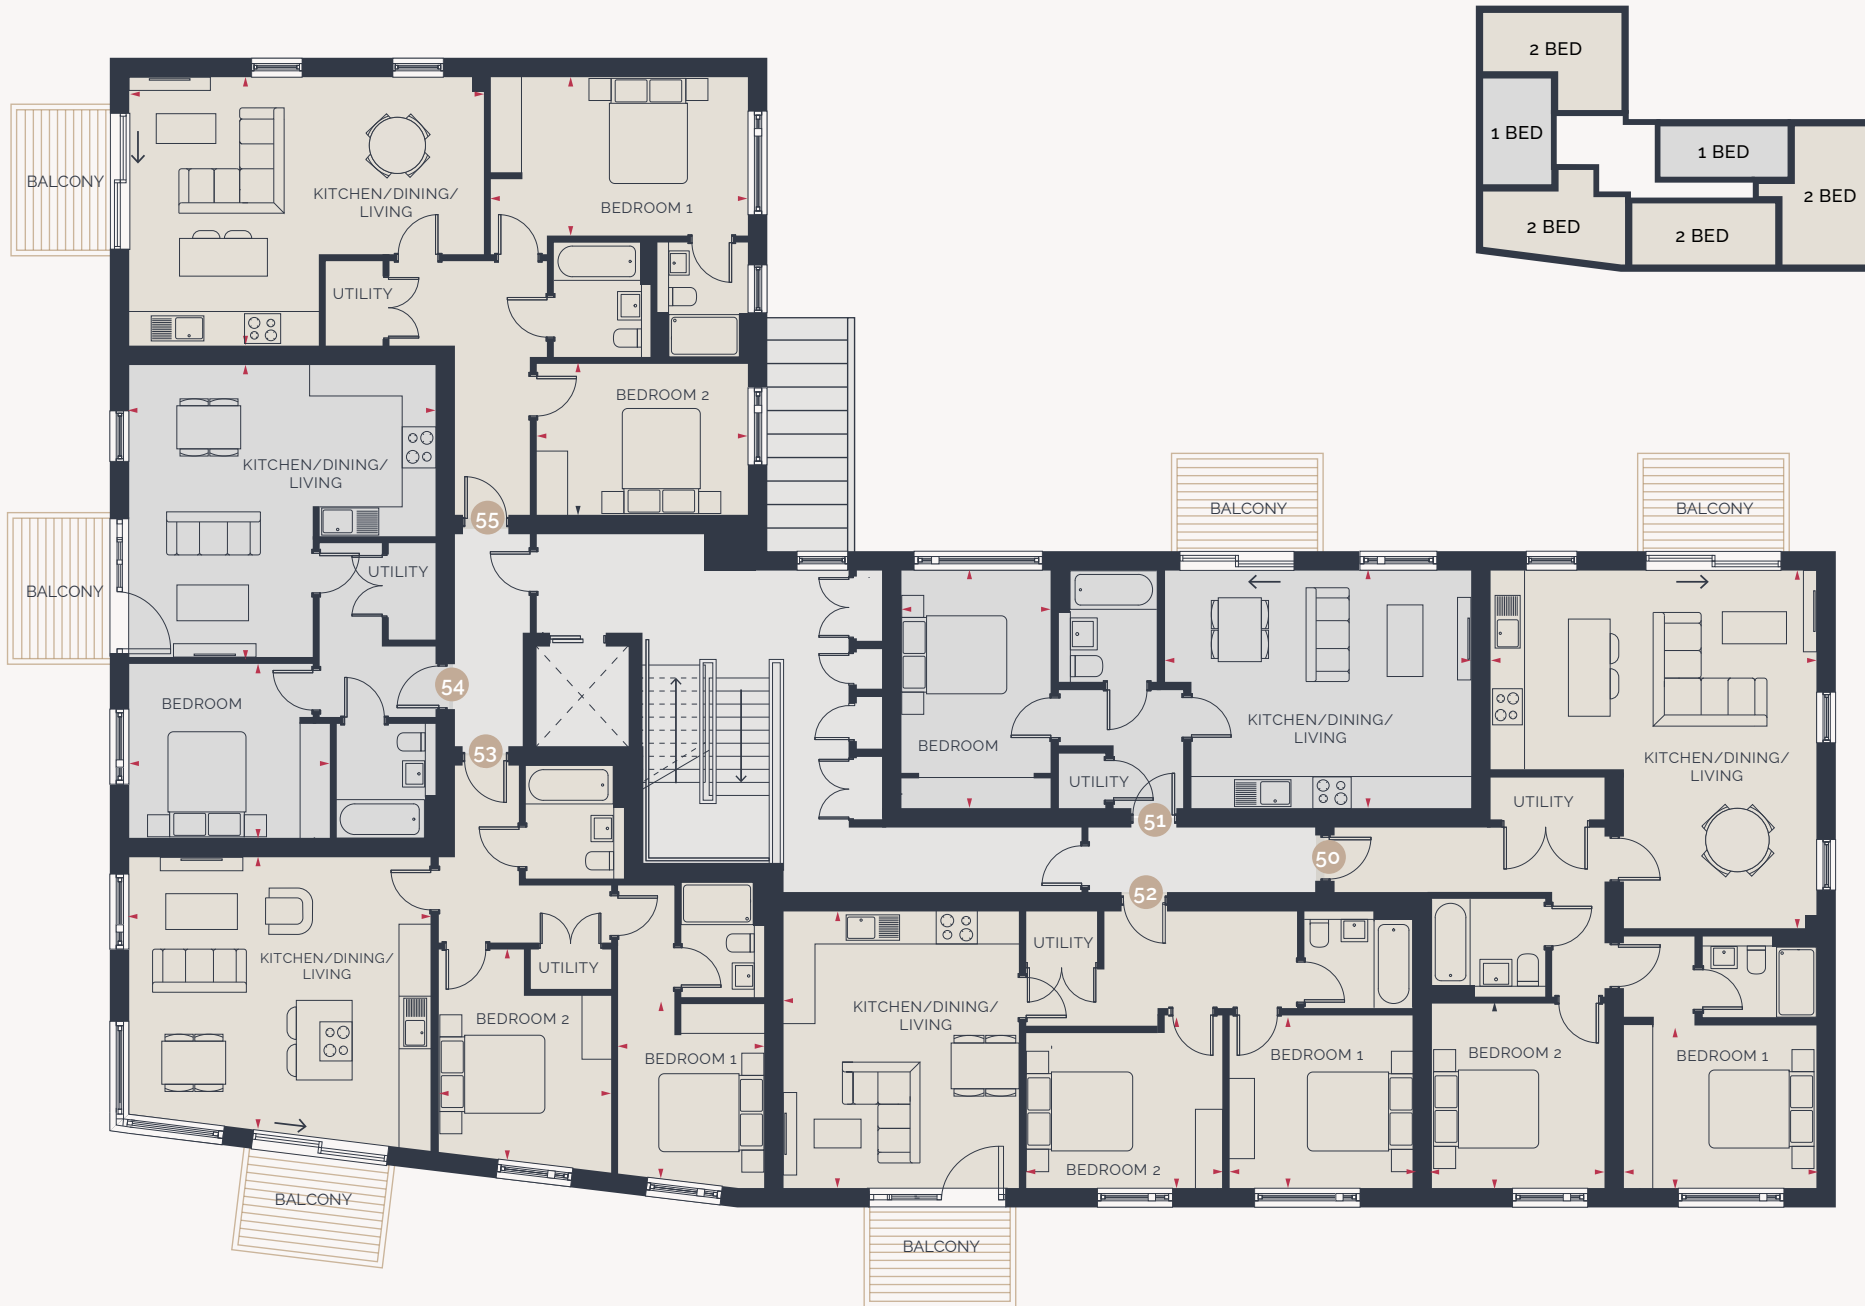 2 BED
1 BED
1 BED
2 BED
2 BED
2 BED
BALCONY
KITCHEN/DINING/
LIVING
BEDROOM 1
UTILITY
BEDROOM 2
55
KITCHEN/DINING/
LIVING
UTILITY
BALCONY
BEDROOM
54
53
KITCHEN/DINING/
LIVING
UTILITY
BEDROOM 2
BEDROOM 1
BALCONY
BALCONY
BEDROOM
KITCHEN/DINING/
LIVING
UTILITY
51
BALCONY
KITCHEN/DINING/
LIVING
UTILITY
50
BEDROOM 2
BEDROOM 1
52
UTILITY
KITCHEN/DINING/
LIVING
BEDROOM 1
BEDROOM 2
BALCONY